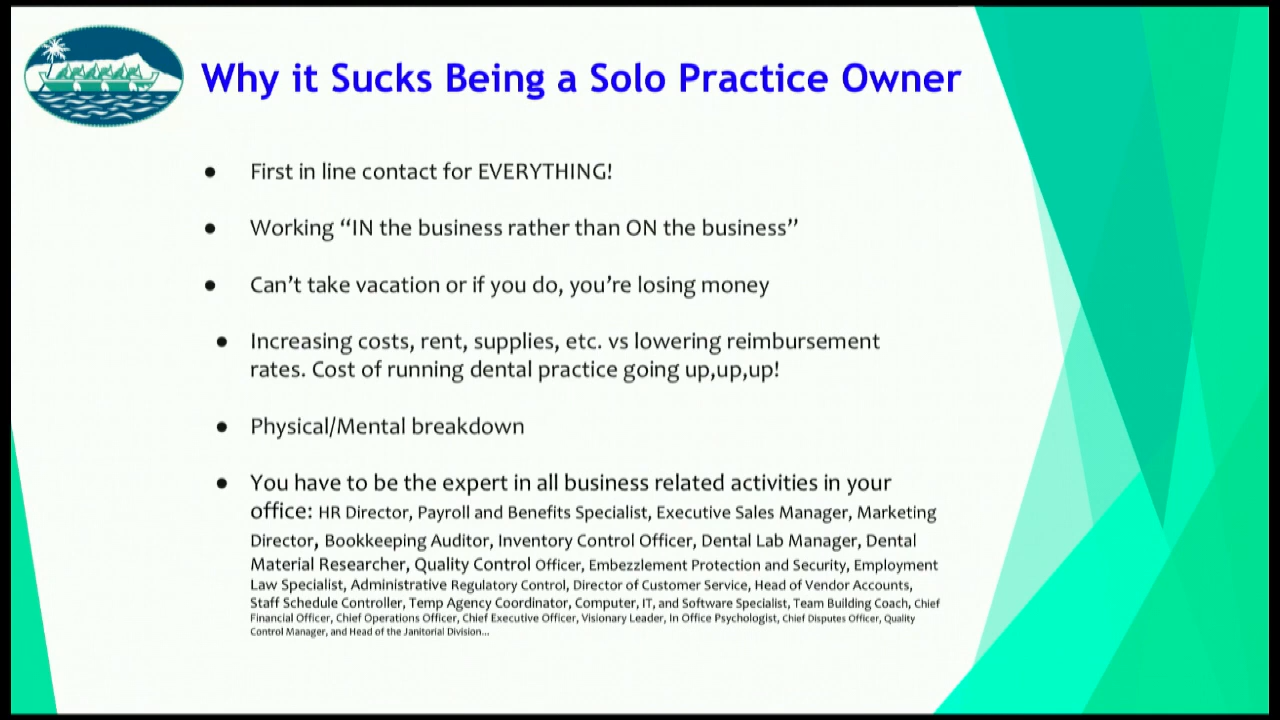 Why it Sucks Being a Solo Practice Owner
● First in line contact for EVERYTHING!
● Working “IN the business rather than ON the business”
● Can’t take vacation or if you do, you’re losing money
● Increasing costs, rent, supplies, etc. vs lowering reimbursement
rates. Cost of running dental practice going up,up,up!
● Physical/Mental breakdown
● You have to be the expert in all business related activities in your
office: HR Director, Payroll and Benefits Specialist, Executive Sales Manager, Marketing
Director, Bookkeeping Auditor, Inventory Control Officer, Dental Lab Manager, Dental
Material Researcher, Quality Control Officer, Embezzlement Protection and Security, Employment
Law Specialist, Administrative Regulatory Control, Director of Customer Service, Head of Vendor Accounts,
Staff Schedule Controller, Temp Agency Coordinator, Computer, IT, and Software Specialist, Team Building Coach, Chief
Financial Officer, Chief Operations Officer, Chief Executive Officer, Visionary Leader, In Office Psychologist, Chief Disputes Officer, Quality
Control Manager, and Head of the Janitorial Division...